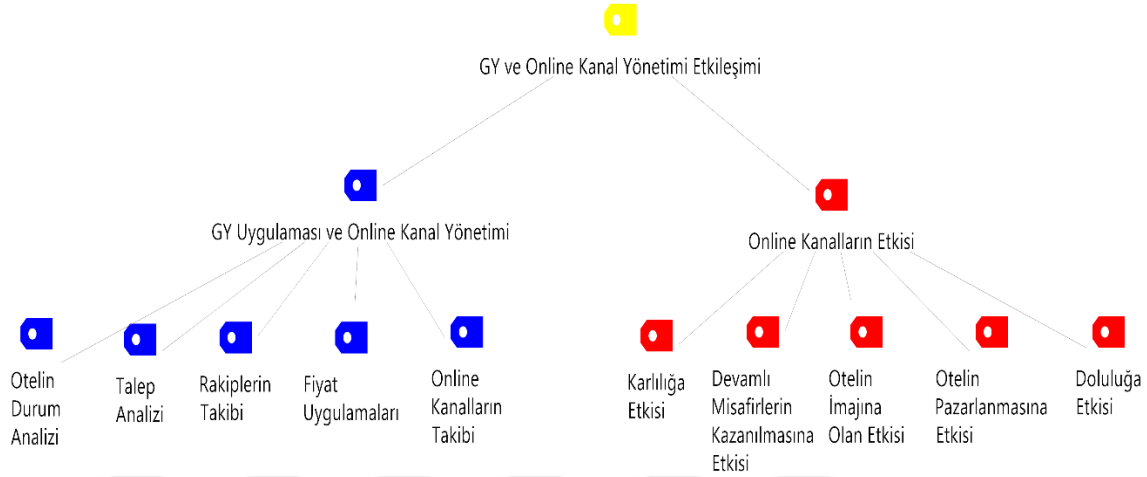 GY ve Online Kanal Yönetimi Etkileşimi
GY Uygulaması ve Online Kanal Yönetimi
Online Kanalların Etkisi
Otelin
Durum
Analizi
Talep
Analizi
Rakiplerin
Takibi
Fiyat
Uygulamaları
Online
Kanalların
Takibi
Karlılığa
Etkisi
Devamlı
Misafirlerin
Kazanılmasına
Etkisi
Otelin
İmajına
Olan Etkisi
Otelin
Pazarlanmasına
Etkisi
Doluluğa
Etkisi